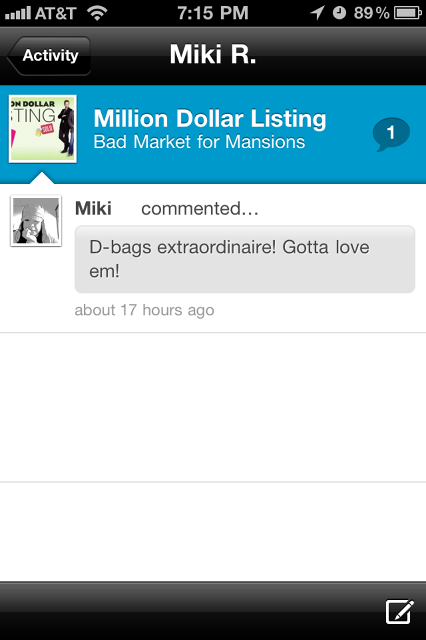 AT&T 7:15 PM 89%
Activity Miki R.
ON DOLLAR
STING
SOLD
Million Dollar Listing
Bad Market for Mansions
1
Miki commented...
D-bags extraordinaire! Gotta love
em!
about 17 hours ago